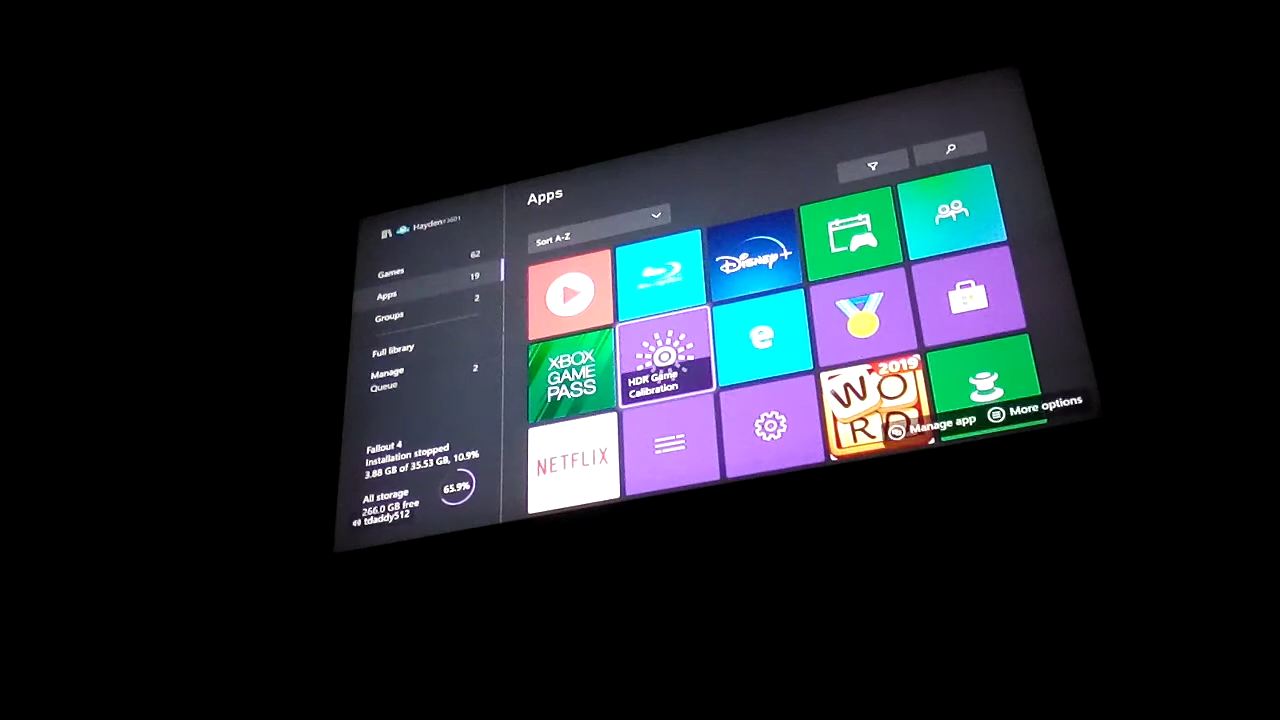 Hayden#3601
Games 62
Apps 19
Groups 2
Full library
Manage
Queue 2
Fallout 4
Installation stopped
3.88 GB of 35.53 GB, 10.9%
All storage
266.0 GB free
65.9%
tdaddy512
Apps
Sort A-Z
Disney+
XBOX
GAME
PASS
HDR Game
Calibration
e
2019
W O
R D
NETFLIX
Manage app
More options